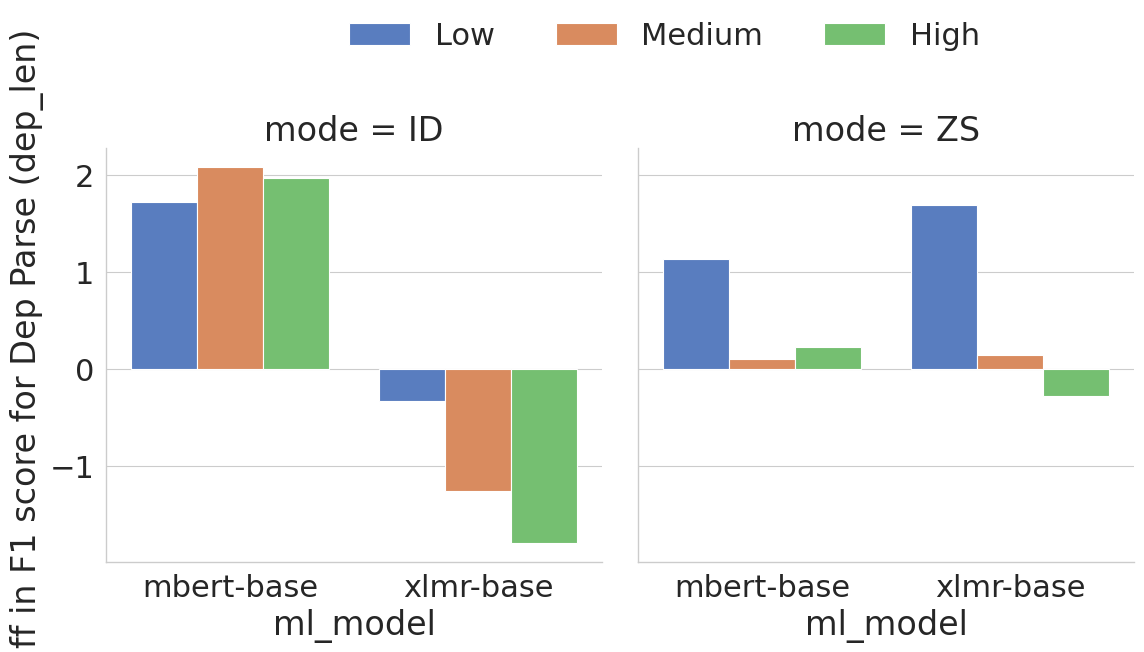 Low Medium High
mode = ID
mode = ZS
ff in F1 score for Dep Parse (dep_len)
2
1
0
−1
mbert-base xlmr-base
mbert-base xlmr-base
ml_model
ml_model